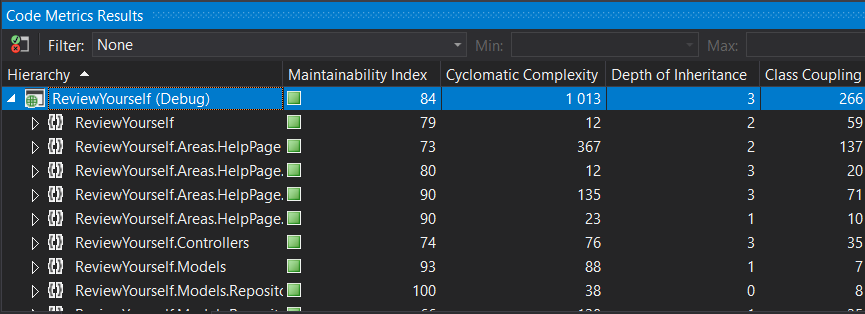 Code Metrics Results
Filter: None Min: Max:
Hierarchy Maintainability Index Cyclomatic Complexity Depth of Inheritance Class Coupling
ReviewYourself (Debug) 84 1 013 3 266
ReviewYourself 79 12 2 59
ReviewYourself.Areas.HelpPage 73 367 2 137
ReviewYourself.Areas.HelpPage. 80 12 3 20
ReviewYourself.Areas.HelpPage. 90 135 3 71
ReviewYourself.Areas.HelpPage. 90 23 1 10
ReviewYourself.Controllers 74 76 3 35
ReviewYourself.Models 93 88 1 7
ReviewYourself.Models.Reposito 100 38 0 8